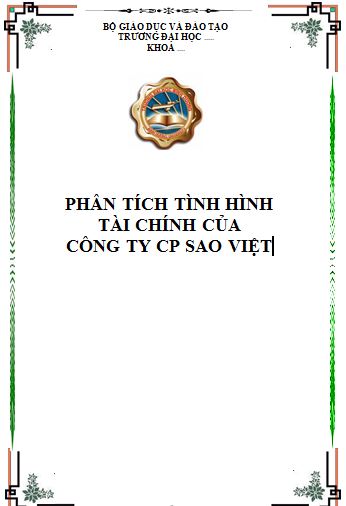 BỘ GIÁO DỤC VÀ ĐÀO TẠO
TRƯỜNG ĐẠI HỌC .....
KHOA ....
PHÂN TÍCH TÌNH HÌNH
TÀI CHÍNH CỦA
CÔNG TY CP SAO VIỆT